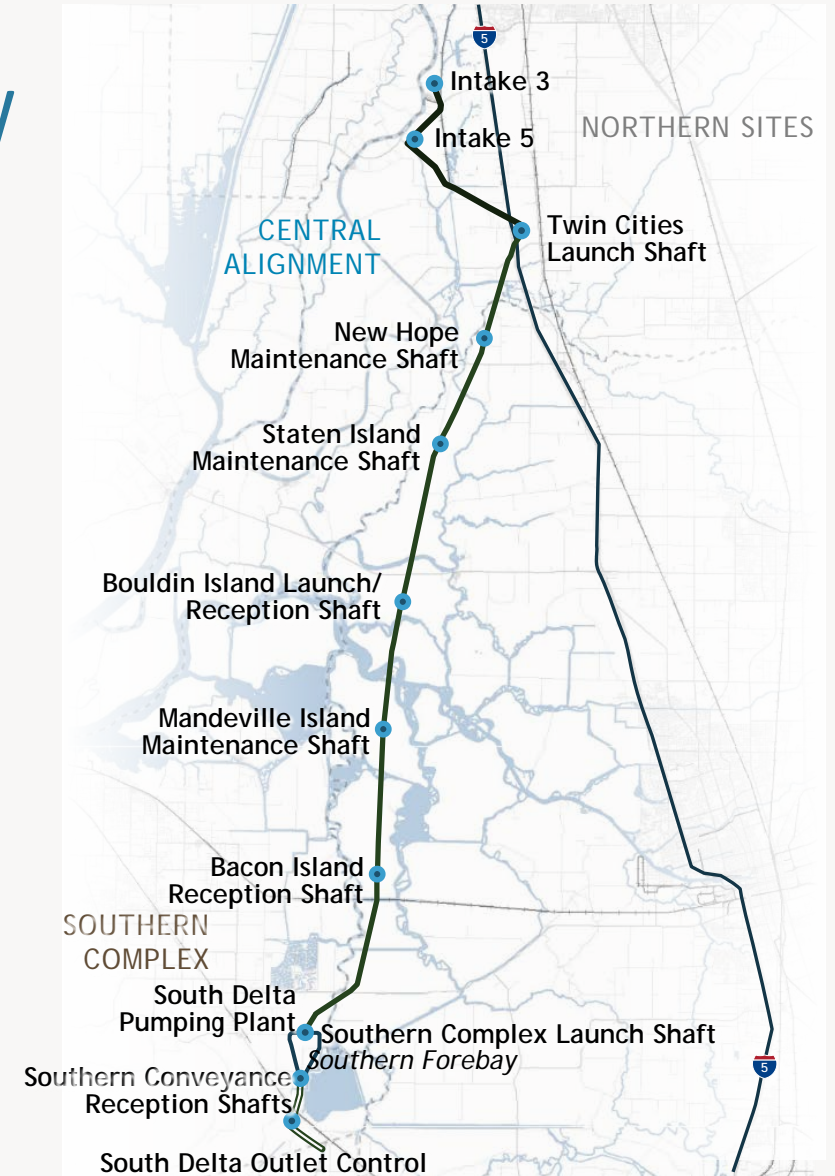 5
Intake 3
NORTHERN SITES
Intake 5
CENTRAL
ALIGNMENT
Twin Cities
Launch Shaft
New Hope
Maintenance Shaft
Staten Island
Maintenance Shaft
Bouldin Island Launch/
Reception Shaft
Mandeville Island
Maintenance Shaft
Bacon Island
Reception Shaft
SOUTHERN
COMPLEX
South Delta
Pumping Plant
Southern Complex Launch Shaft
Southern Forebay
5
Southern Conveyance
Reception Shafts
South Delta Outlet Control